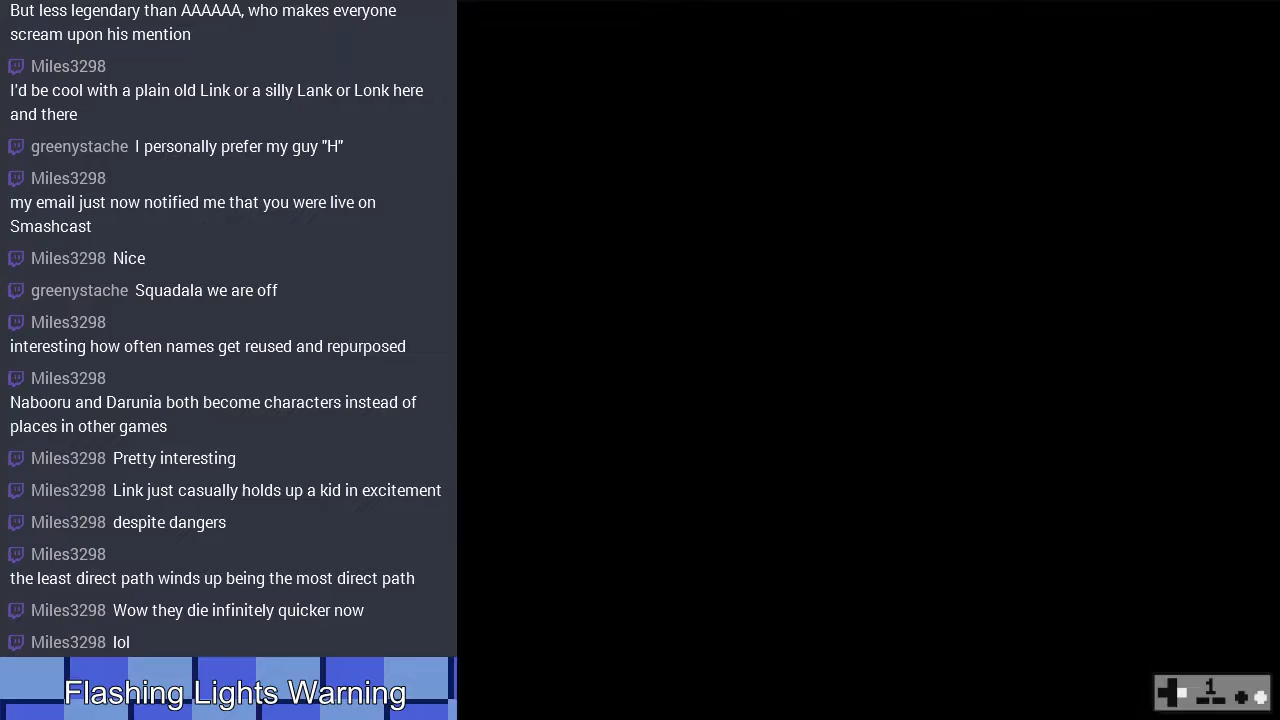 But less legendary than AAAAAA, who makes everyone
scream upon his mention
Miles3298
I'd be cool with a plain old Link or a silly Lank or Lonk here
and there
greenystache I personally prefer my guy "H"
Miles3298
my email just now notified me that you were live on
Smashcast
Miles3298 Nice
greenystache Squadala we are off
Miles3298
interesting how often names get reused and repurposed
Miles3298
Nabooru and Darunia both become characters instead of
places in other games
Miles3298 Pretty interesting
Miles3298 Link just casually holds up a kid in excitement
Miles3298 despite dangers
Miles3298
the least direct path winds up being the most direct path
Miles3298 Wow they die infinitely quicker now
Miles3298 lol
Flashing Lights Warning
1